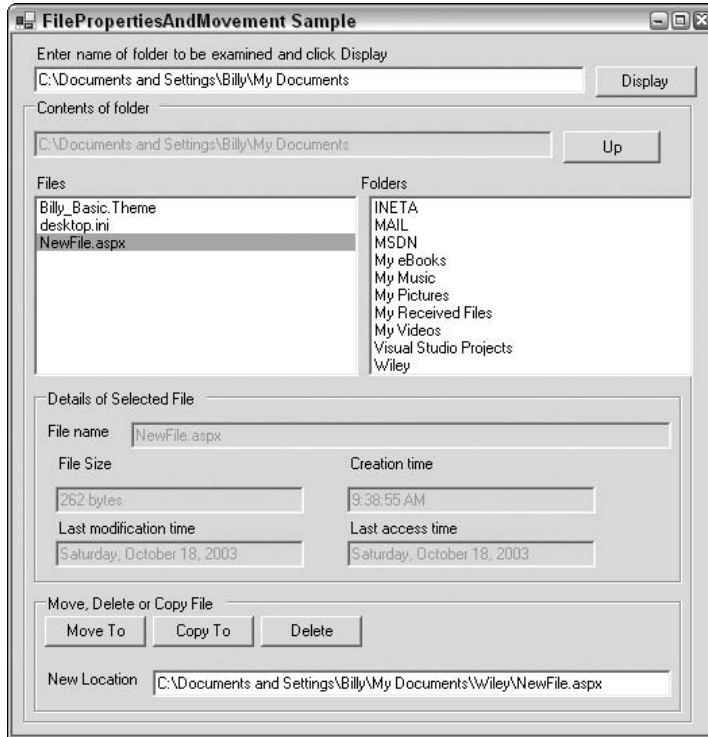 FilePropertiesAndMovement Sample
Enter name of folder to be examined and click Display
C:\Documents and Settings\Billy\My Documents
Display
Contents of folder
C:\Documents and Settings\Billy\My Documents
Up
Files
Billy_Basic.Theme
desktop.ini
NewFile.aspx
Folders
INETA
MAIL
MSDN
My eBooks
My Music
My Pictures
My Received Files
My Videos
Visual Studio Projects
Wiley
Details of Selected File
File name
NewFile.aspx
File Size
Creation time
262 bytes
9:38:55 AM
Last modification time
Last access time
Saturday, October 18, 2003
Saturday, October 18, 2003
Move, Delete or Copy File
Move To
Copy To
Delete
New Location
C:\Documents and Settings\Billy\My Documents\Wiley\NewFile.aspx